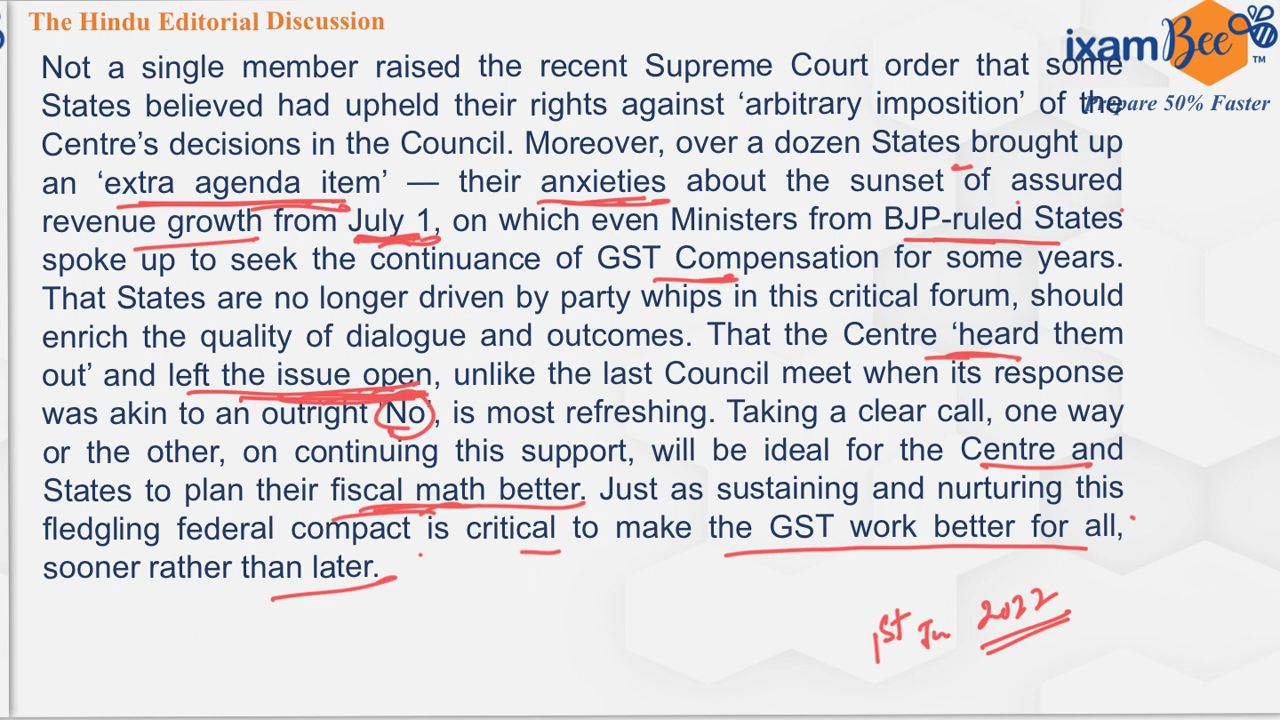 The Hindu Editorial Discussion
ixamBee
TM
Prepare 50% Faster
Not a single member raised the recent Supreme Court order that some
States believed had upheld their rights against ‘arbitrary imposition’ of the
Centre’s decisions in the Council. Moreover, over a dozen States brought up
an ‘extra agenda item’ — their anxieties about the sunset of assured
revenue growth from July 1, on which even Ministers from BJP-ruled States
spoke up to seek the continuance of GST Compensation for some years.
That States are no longer driven by party whips in this critical forum, should
enrich the quality of dialogue and outcomes. That the Centre ‘heard them
out’ and left the issue open, unlike the last Council meet when its response
was akin to an outright ‘No’, is most refreshing. Taking a clear call, one way
or the other, on continuing this support, will be ideal for the Centre and
States to plan their fiscal math better. Just as sustaining and nurturing this
fledgling federal compact is critical to make the GST work better for all,
sooner rather than later.
1st 2022